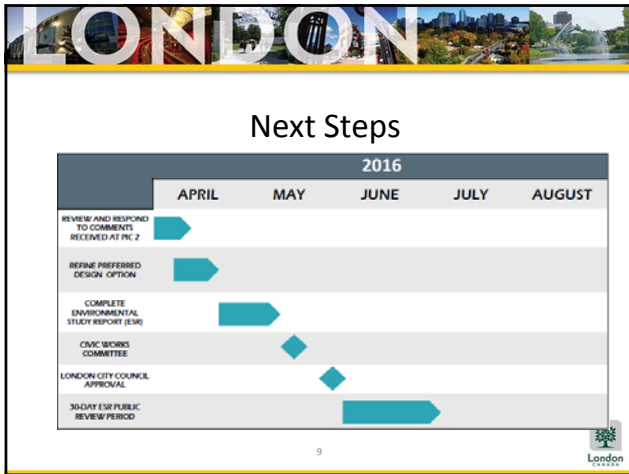 LONDON
Next Steps
2016
APRIL MAY JUNE JULY AUGUST
REVIEW AND RESPOND
TO COMMENTS
RECEIVED AT PIC 2
REFINE PREFERRED
DESIGN OPTION
COMPLETE
ENVIRONMENTAL
STUDY REPORT (ESR)
CIVIC WORKS
COMMITTEE
LONDON CITY COUNCIL
APPROVAL
30-DAY ESR PUBLIC
REVIEW PERIOD
9
London
CANADA